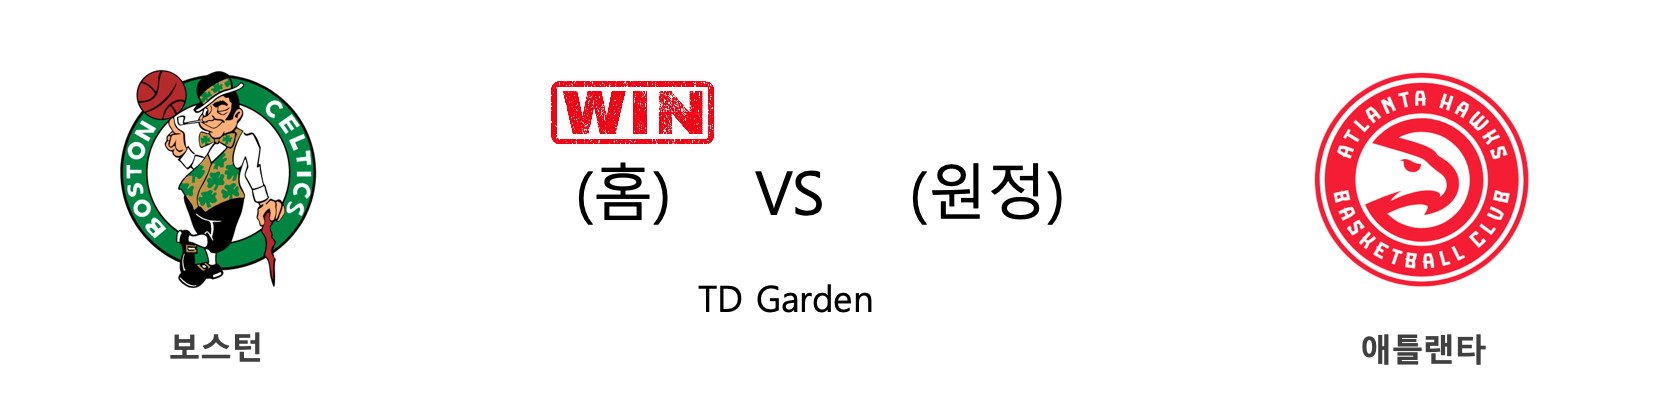 BOSTON CELTICS
WIN
(홈) VS (원정)
TD Garden
보스턴
ATLANTA HAWKS
BASKETBALL CLUB
애틀랜타